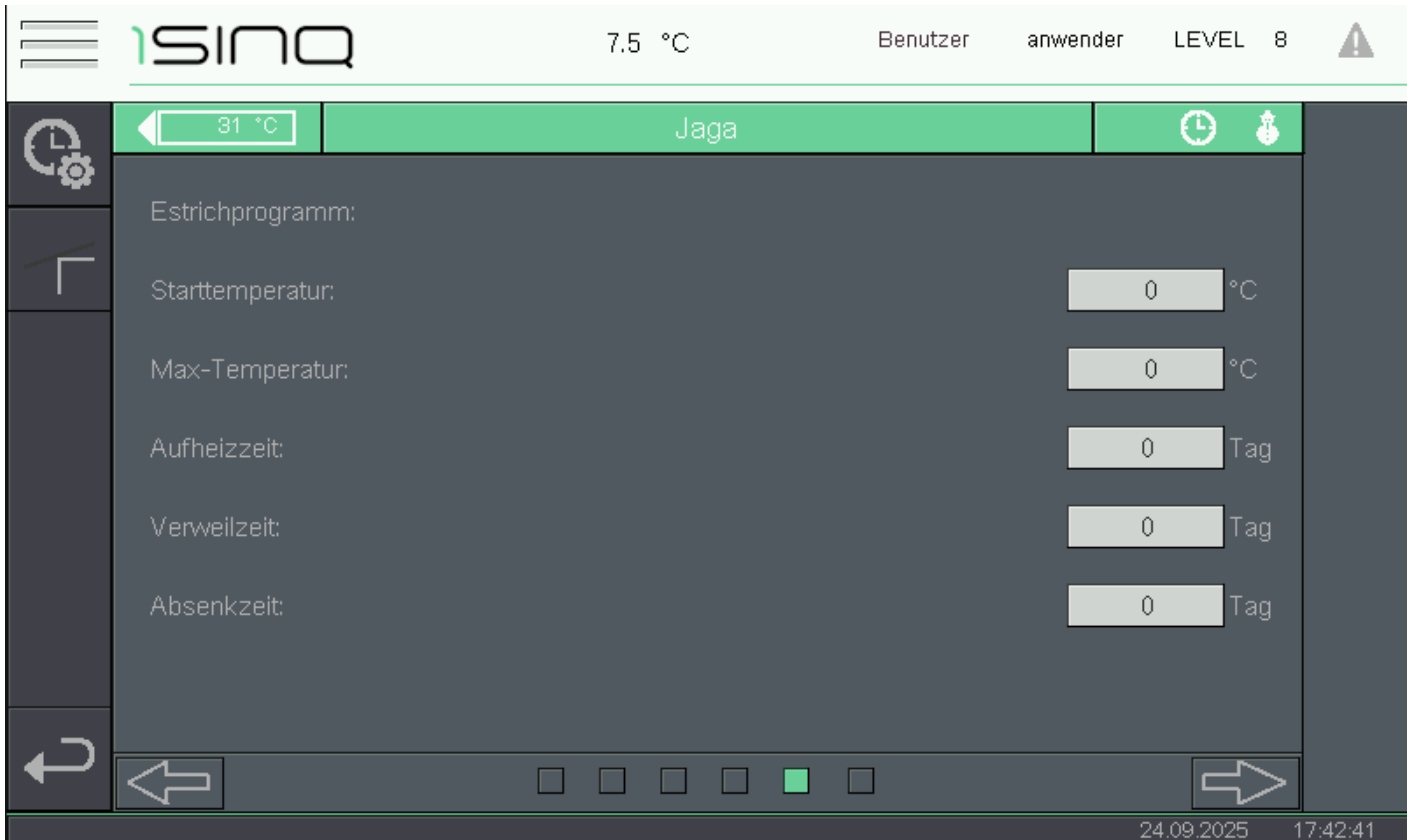 ısınq 7.5 °C Benutzer anwender LEVEL 8
31 °C Jaga
Estrichprogramm:
Starttemperatur: 0 °C
Max-Temperatur: 0 °C
Aufheizzeit: 0 Tag
Verweilzeit: 0 Tag
Absenkzeit: 0 Tag
24.09.2025 17:42:41